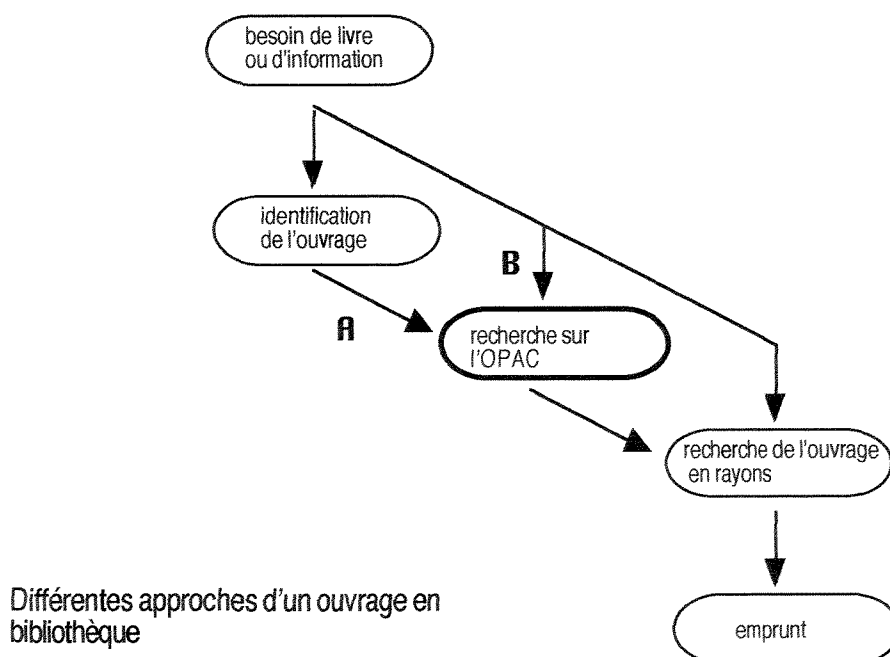 besoin de livre
ou d'information
identification
de l'ouvrage
B
A
recherche sur
l'OPAC
recherche de l'ouvrage
en rayons
Différentes approches d'un ouvrage en
bibliothèque
emprunt